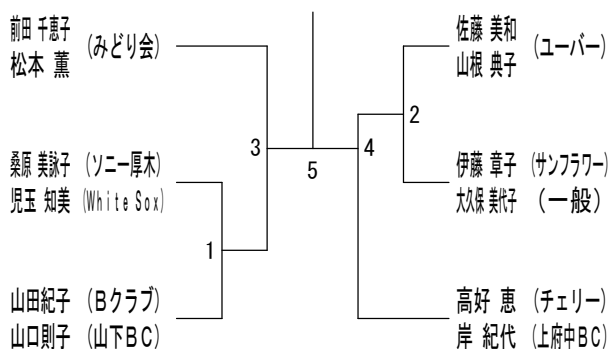 前田 千恵子
松本 薫
(みどり会)
桑原 美詠子 (ソニー厚木)
児玉 知美 (White Sox)
山田紀子 (Bクラブ)
山口則子 (山下BC)
1
3
5
4
2
佐藤 美和
山根 典子
(ユーバー)
伊藤 章子 (サンフラワー)
大久保 美代子 (一般)
高好 恵 (チェリー)
岸 紀代 (上府中BC)